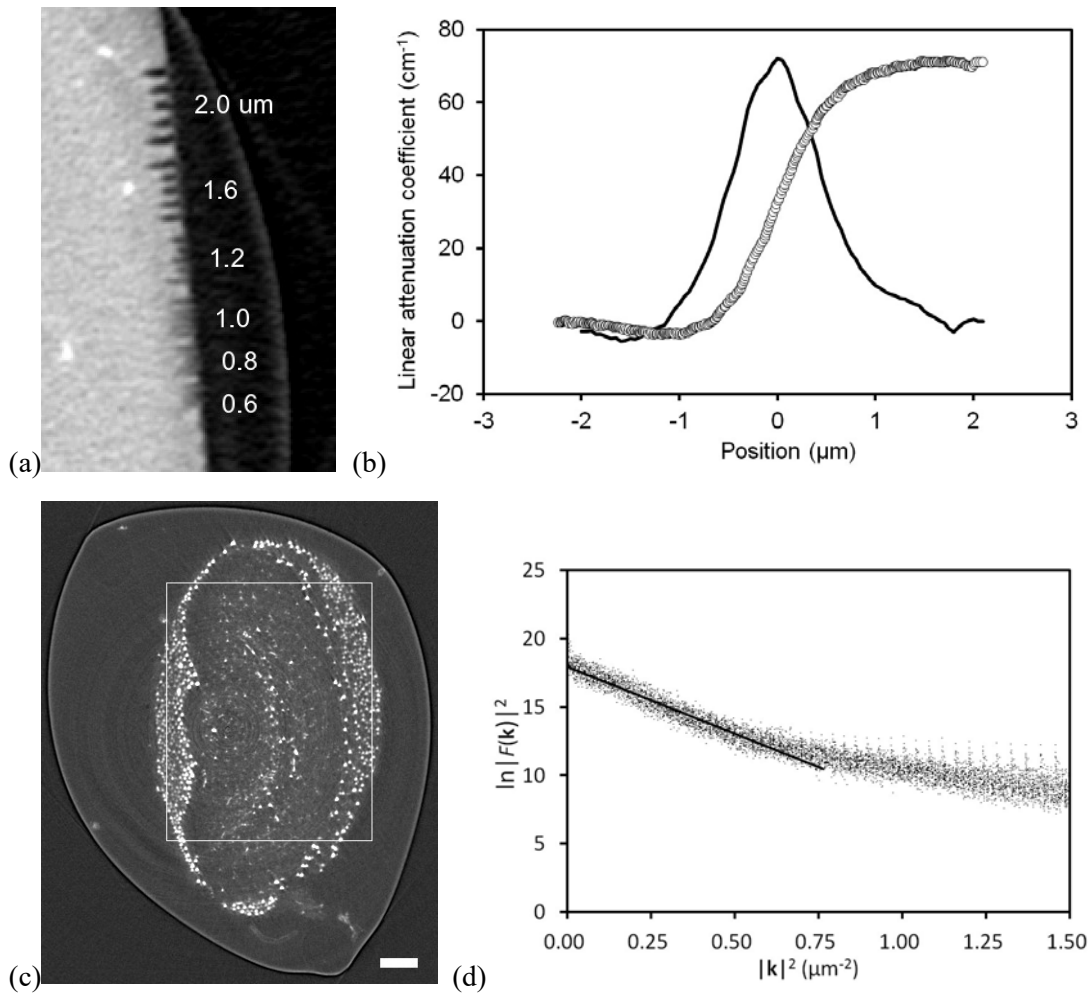 2.0 um
1.6
1.2
1.0
0.8
0.6
(a)
Linear attenuation coefficient (cm⁻¹)
80
60
40
20
0
-20
-3 -2 -1 0 1 2 3
Position (μm)
(b)
(c)
ln | F(k) |²
25
20
15
10
5
0
0.00 0.25 0.50 0.75 1.00 1.25 1.50
|k|² (μm⁻²)
(d)